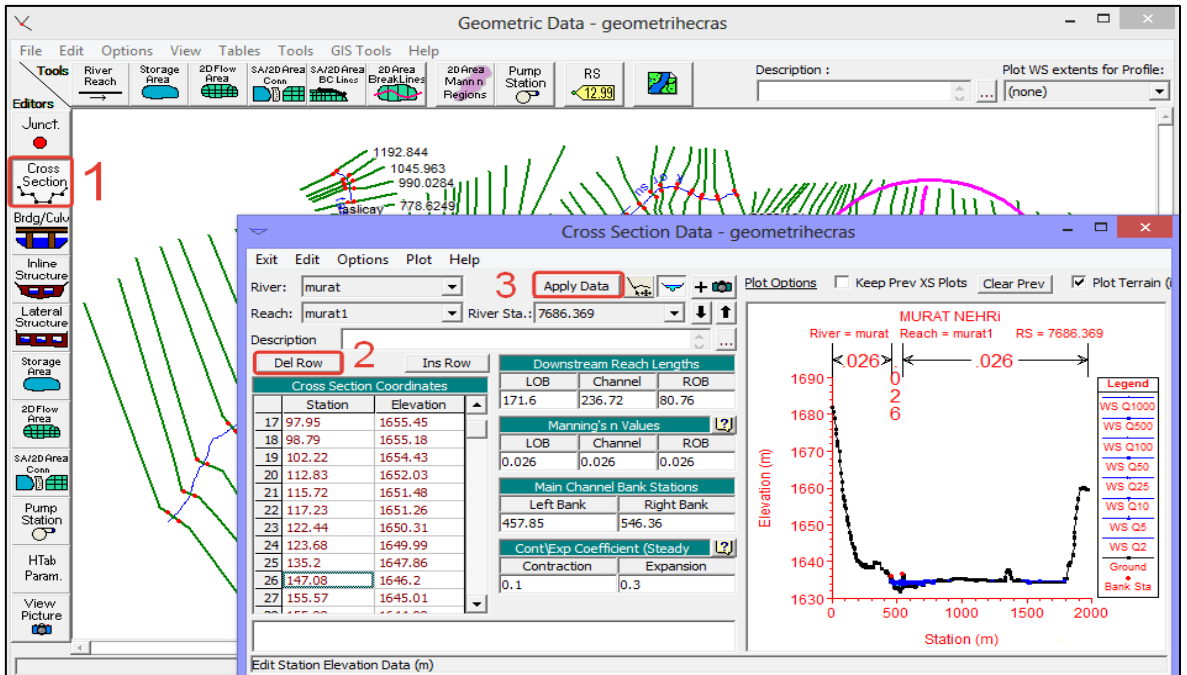 Geometric Data - geometrihecras
File Edit Options View Tables Tools GIS Tools Help
Tools
Editors
River Reach
Storage Area
2D Flow Area
SA/2D Area Conn
SA/2D Area BC Lines
2D Area BreakLines
2D Area Mann n Regions
Pump Station
RS
12.99
Description :
...
Plot WS extents for Profile:
(none)
Junct.
Cross Section
1
Brdg/Culv
Inline Structure
Lateral Structure
Storage Area
2D Flow Area
SA/2D Area Conn
Pump Station
HTab Param.
View Picture
1192.844
1045.963
990.0284
778.6249
taslicay
Cross Section Data - geometrihecras
Exit Edit Options Plot Help
River: murat
3
Apply Data
Plot Options
Keep Prev XS Plots
Clear Prev
Plot Terrain (i
Reach: murat1
River Sta.: 7686.369
Description
...
Del Row
2
Ins Row
Cross Section Coordinates
Station Elevation
17 97.95 1655.45
18 98.79 1655.18
19 102.22 1654.43
20 112.83 1652.03
21 115.72 1651.48
22 117.23 1651.26
23 122.44 1650.31
24 123.68 1649.99
25 135.2 1647.86
26 147.08 1646.2
27 155.57 1645.01
Downstream Reach Lengths
LOB Channel ROB
171.6 236.72 80.76
Manning's n Values
LOB Channel ROB
0.026 0.026 0.026
Main Channel Bank Stations
Left Bank Right Bank
457.85 546.36
Cont\Exp Coefficient (Steady
Contraction Expansion
0.1 0.3
Edit Station Elevation Data (m)
MURAT NEHRi
River = murat Reach = murat1 RS = 7686.369
.026
.026
.026
1690
1680
1670
1660
1650
1640
1630
Elevation (m)
0 500 1000 1500 2000
Station (m)
Legend
WS Q1000
WS Q500
WS Q100
WS Q50
WS Q25
WS Q10
WS Q5
WS Q2
Ground
Bank Sta